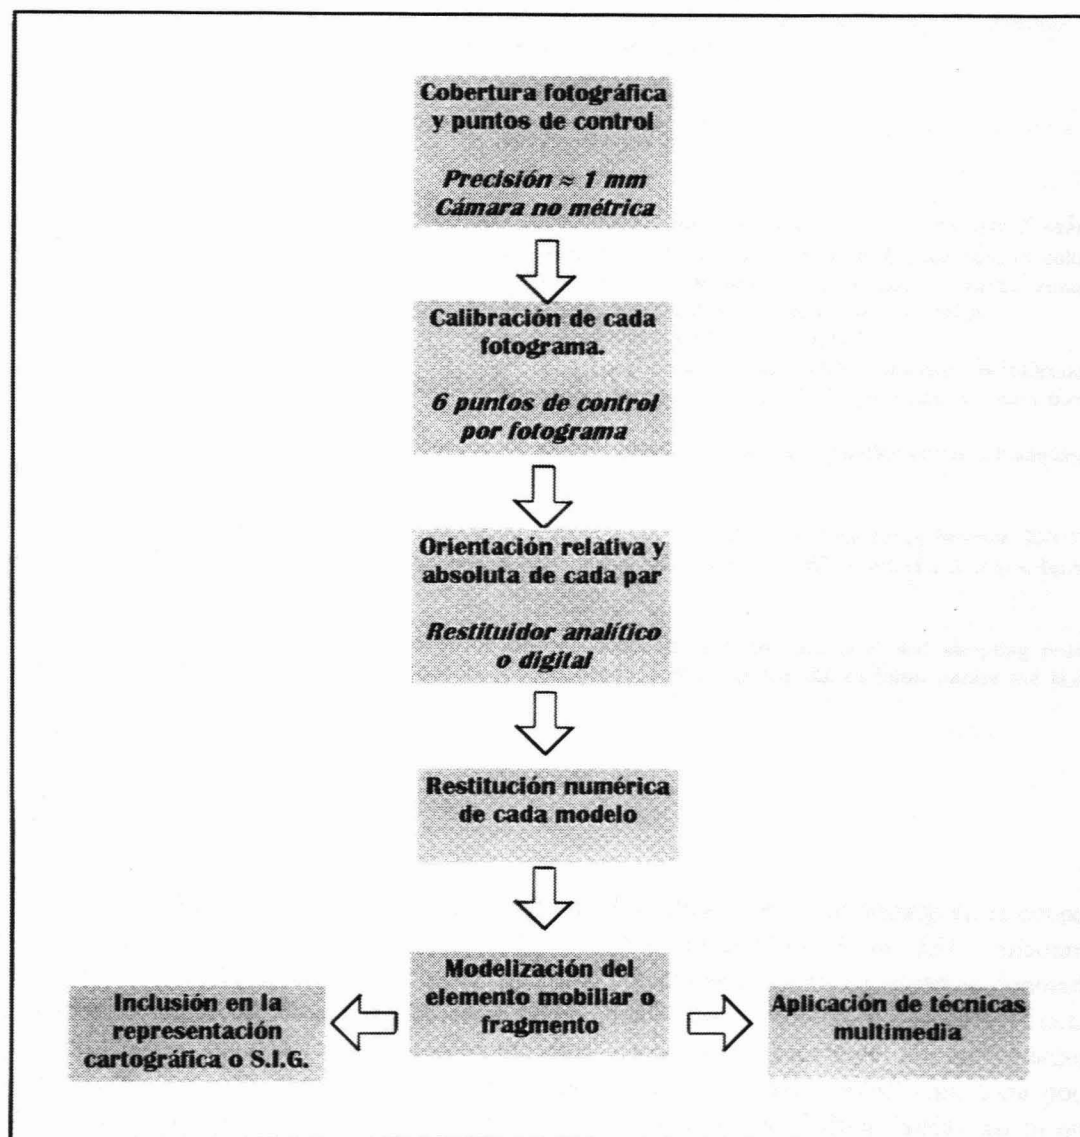 Cobertura fotográfica
y puntos de control
Precisión ≈ 1 mm
Cámara no métrica
Calibración de cada
fotograma.
6 puntos de control
por fotograma
Orientación relativa y
absoluta de cada par
Restituidor analítico
o digital
Restitución numérica
de cada modelo
Modelización del
elemento mobiliar o
fragmento
Inclusión en la
representación
cartográfica o S.I.G.
Aplicación de técnicas
multimedia